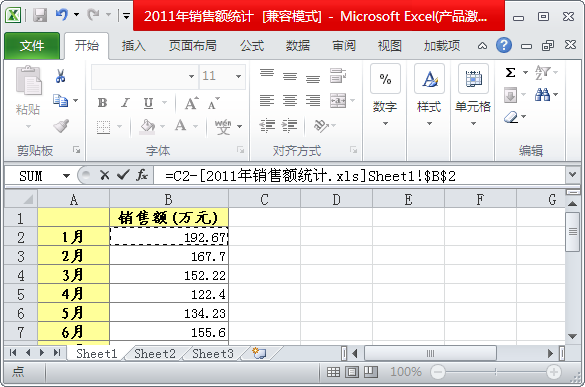 2011年销售额统计 [兼容模式] - Microsoft Excel(产品激...
文件 开始 插入 页面布局 公式 数据 审阅 视图 加载项
粘贴 11 数字 样式 单元格
B I U A A A 变
剪贴板 字体 对齐方式 编辑
SUM =C2-[2011年销售额统计.xls]Sheet1!$B$2
A B C D E F G
1 销售额(万元)
2 1月 192.67
3 2月 167.7
4 3月 152.22
5 4月 122.4
6 5月 134.23
7 6月 155.6
Sheet1 Sheet2 Sheet3
点 100%